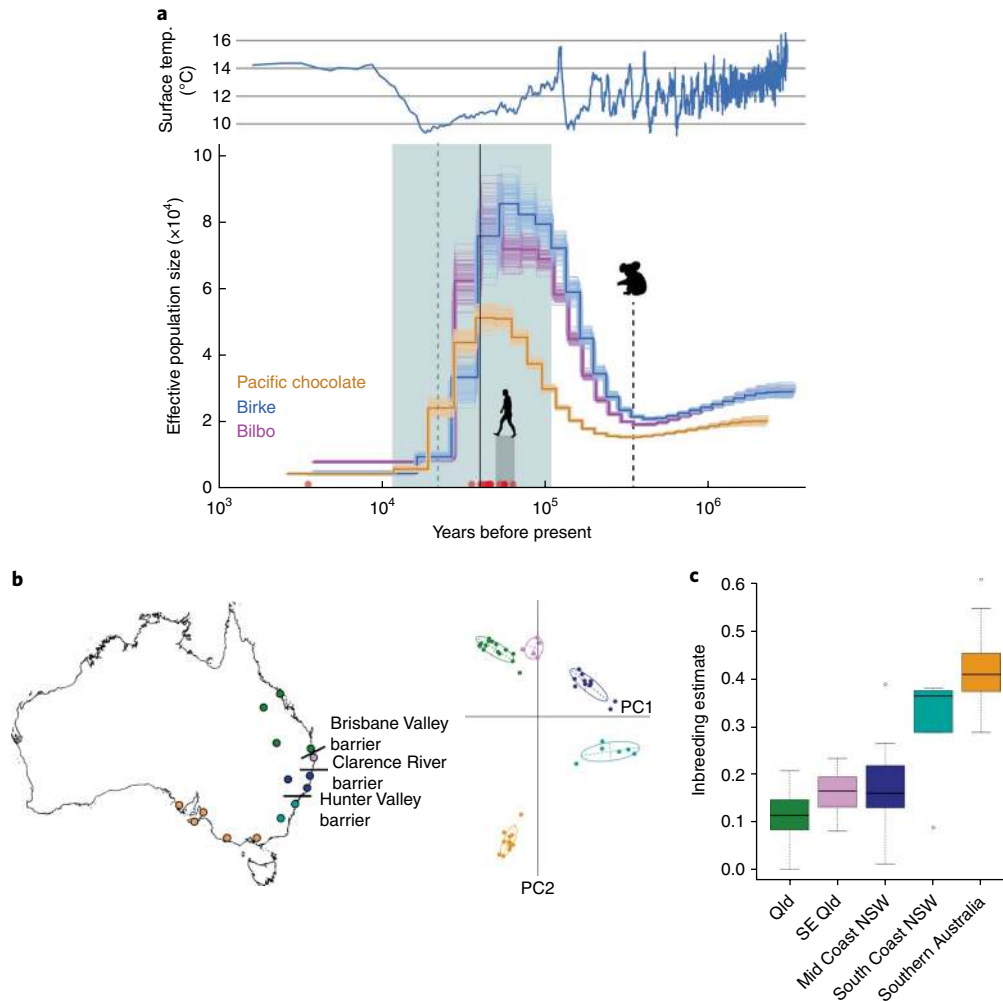 a
Surface temp.
(°C)
16
14
12
10
Effective population size (×10⁴)
10
8
6
4
2
0
Pacific chocolate
Birke
Bilbo
10³
10⁴
10⁵
10⁶
Years before present
b
Brisbane Valley
barrier
Clarence River
barrier
Hunter Valley
barrier
PC1
PC2
c
Inbreeding estimate
0.6
0.5
0.4
0.3
0.2
0.1
0.0
Qld
SE Qld
Mid Coast NSW
South Coast NSW
Southern Australia